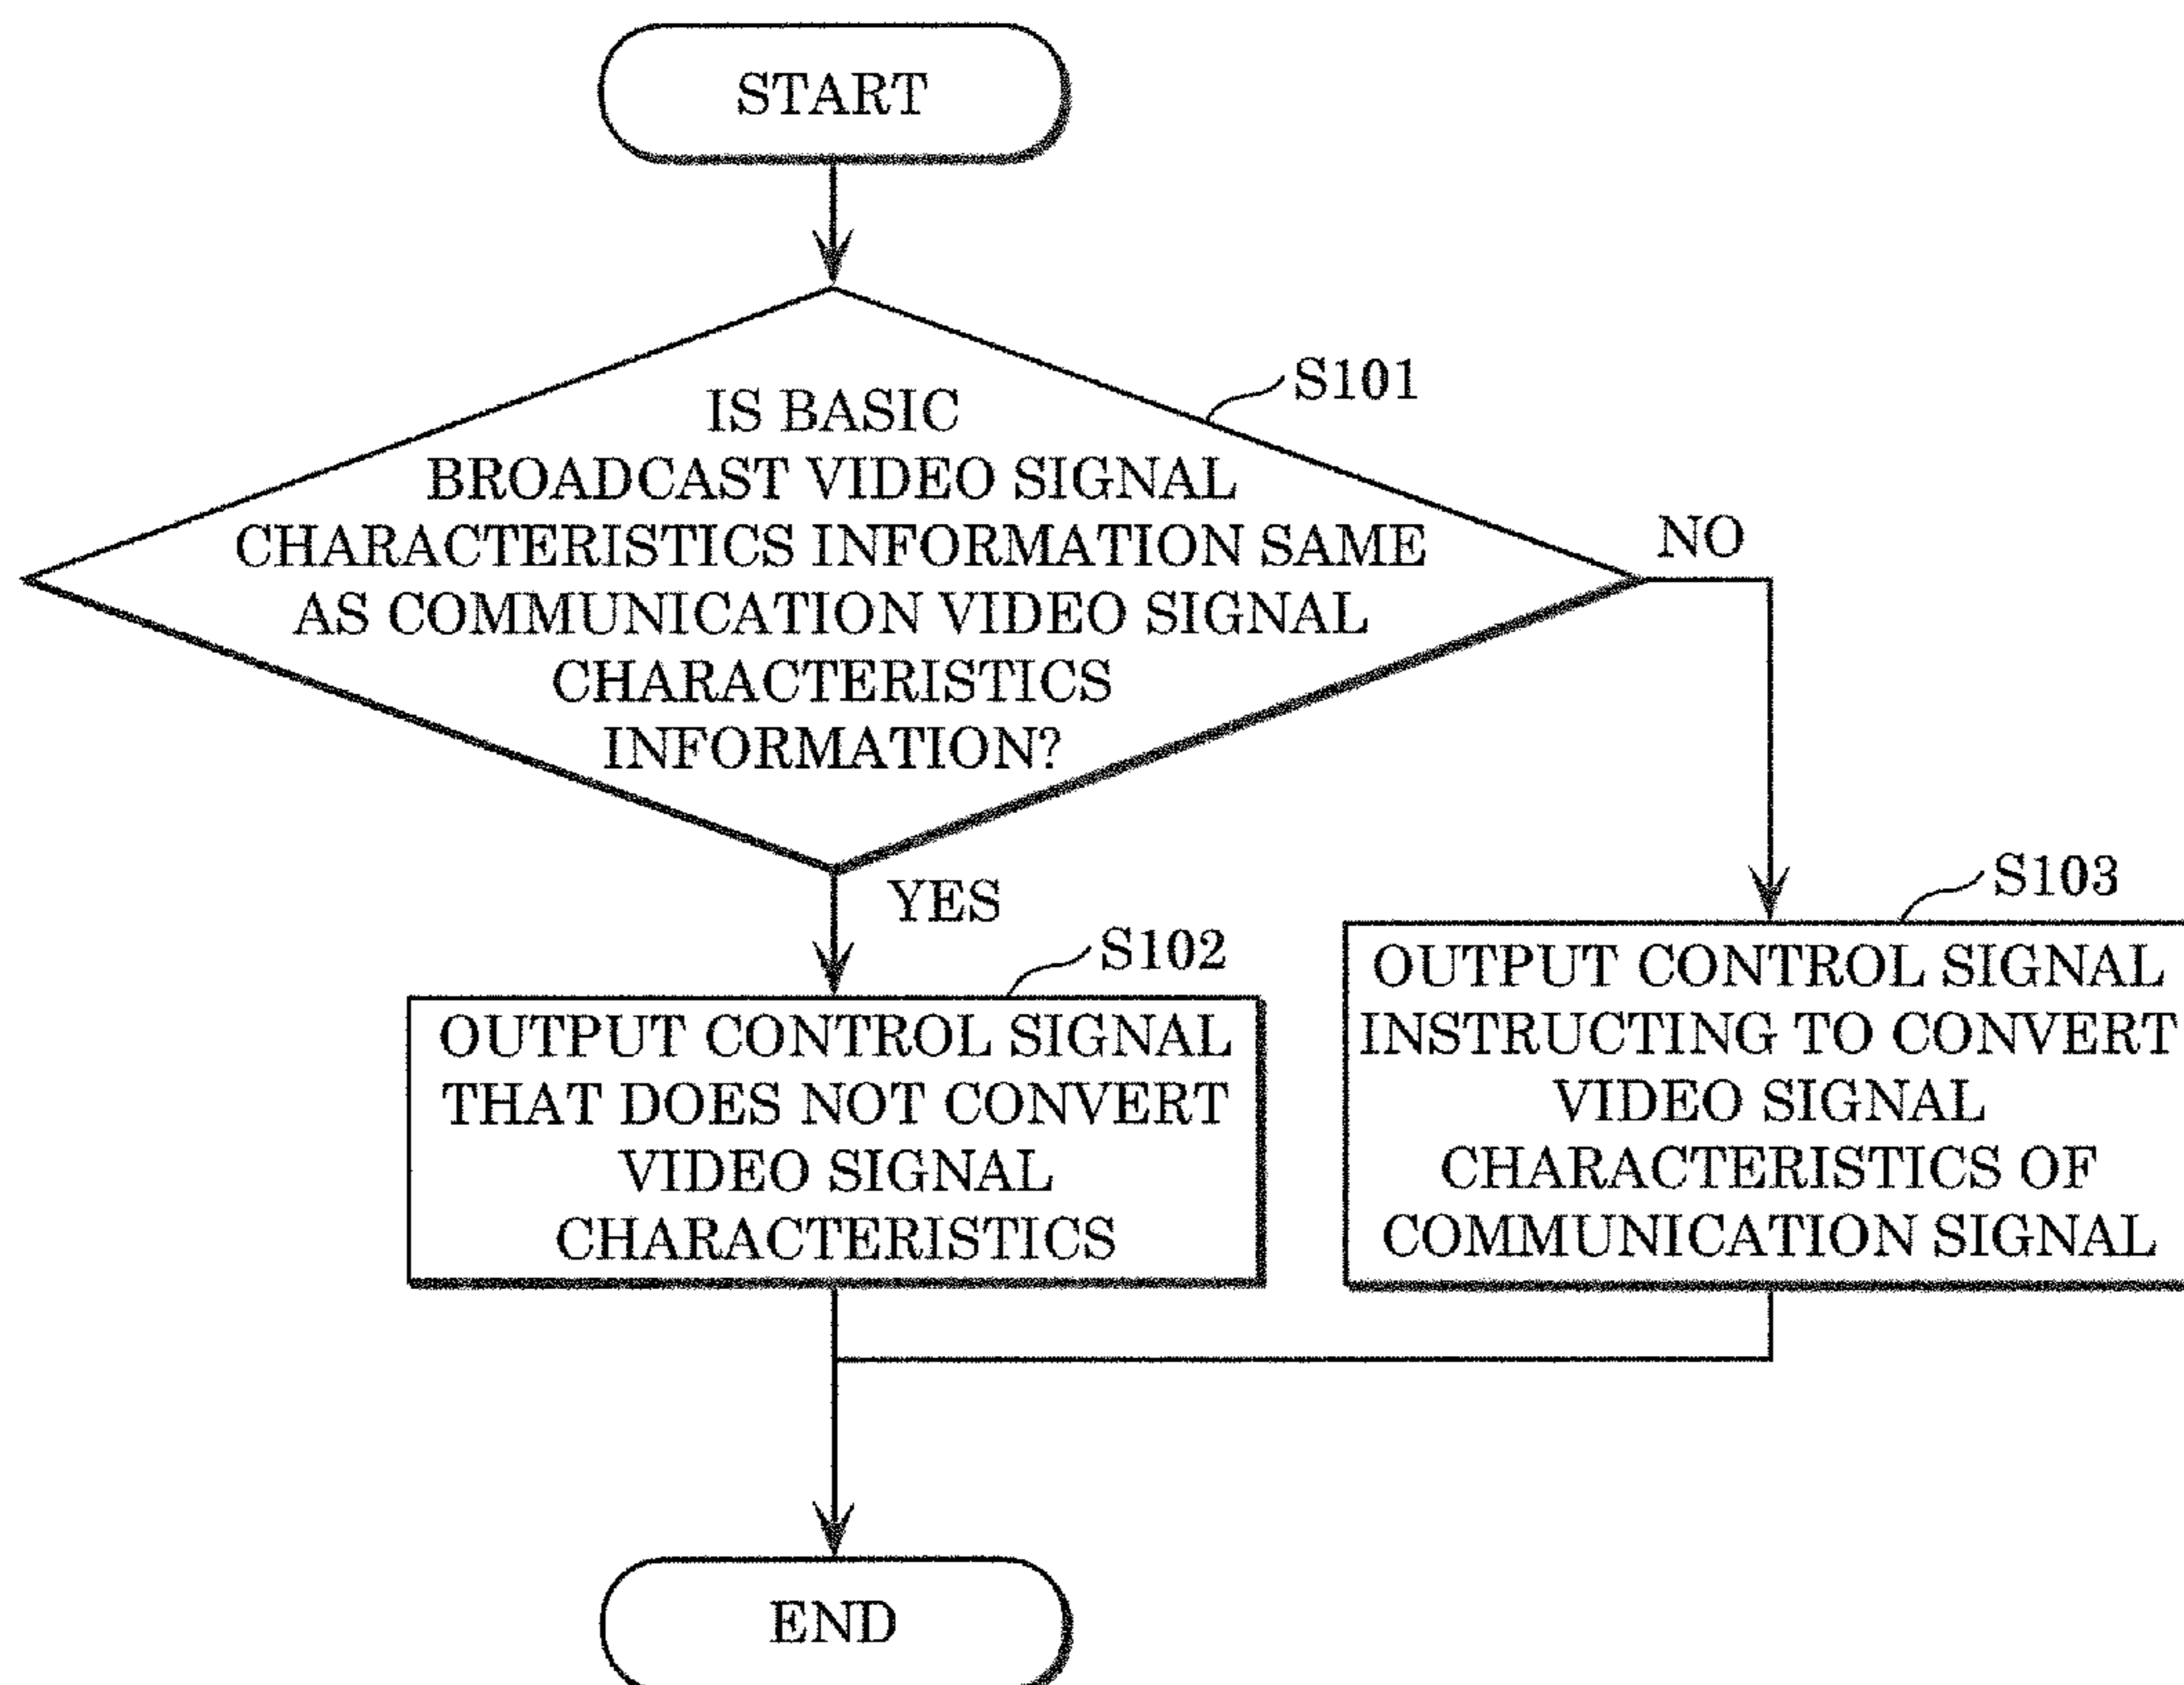 START
S101
IS BASIC
BROADCAST VIDEO SIGNAL
CHARACTERISTICS INFORMATION SAME
AS COMMUNICATION VIDEO SIGNAL
CHARACTERISTICS
INFORMATION?
NO
YES
S102
OUTPUT CONTROL SIGNAL
THAT DOES NOT CONVERT
VIDEO SIGNAL
CHARACTERISTICS
S103
OUTPUT CONTROL SIGNAL
INSTRUCTING TO CONVERT
VIDEO SIGNAL
CHARACTERISTICS OF
COMMUNICATION SIGNAL
END